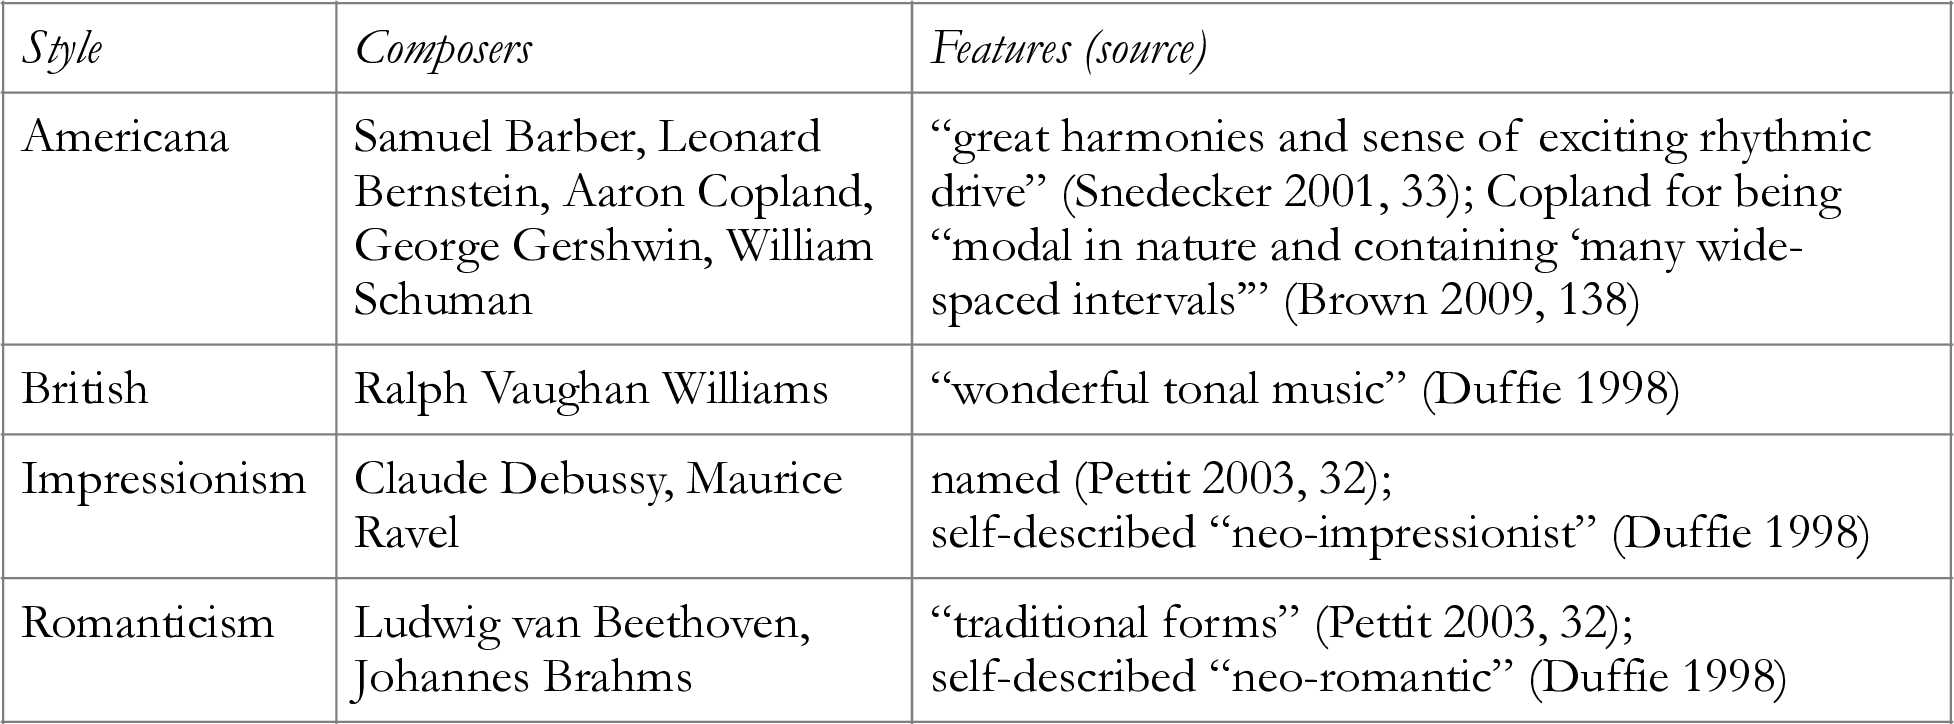 Style Composers Features (source)
Americana
Samuel Barber, Leonard
Bernstein, Aaron Copland,
George Gershwin, William
Schuman
“great harmonies and sense of exciting rhythmic
drive” (Snedecker 2001, 33); Copland for being
“modal in nature and containing ‘many wide-
spaced intervals’” (Brown 2009, 138)
British
Ralph Vaughan Williams
“wonderful tonal music” (Duffie 1998)
Impressionism
Claude Debussy, Maurice
Ravel
named (Pettit 2003, 32);
self-described “neo-impressionist” (Duffie 1998)
Romanticism
Ludwig van Beethoven,
Johannes Brahms
“traditional forms” (Pettit 2003, 32);
self-described “neo-romantic” (Duffie 1998)